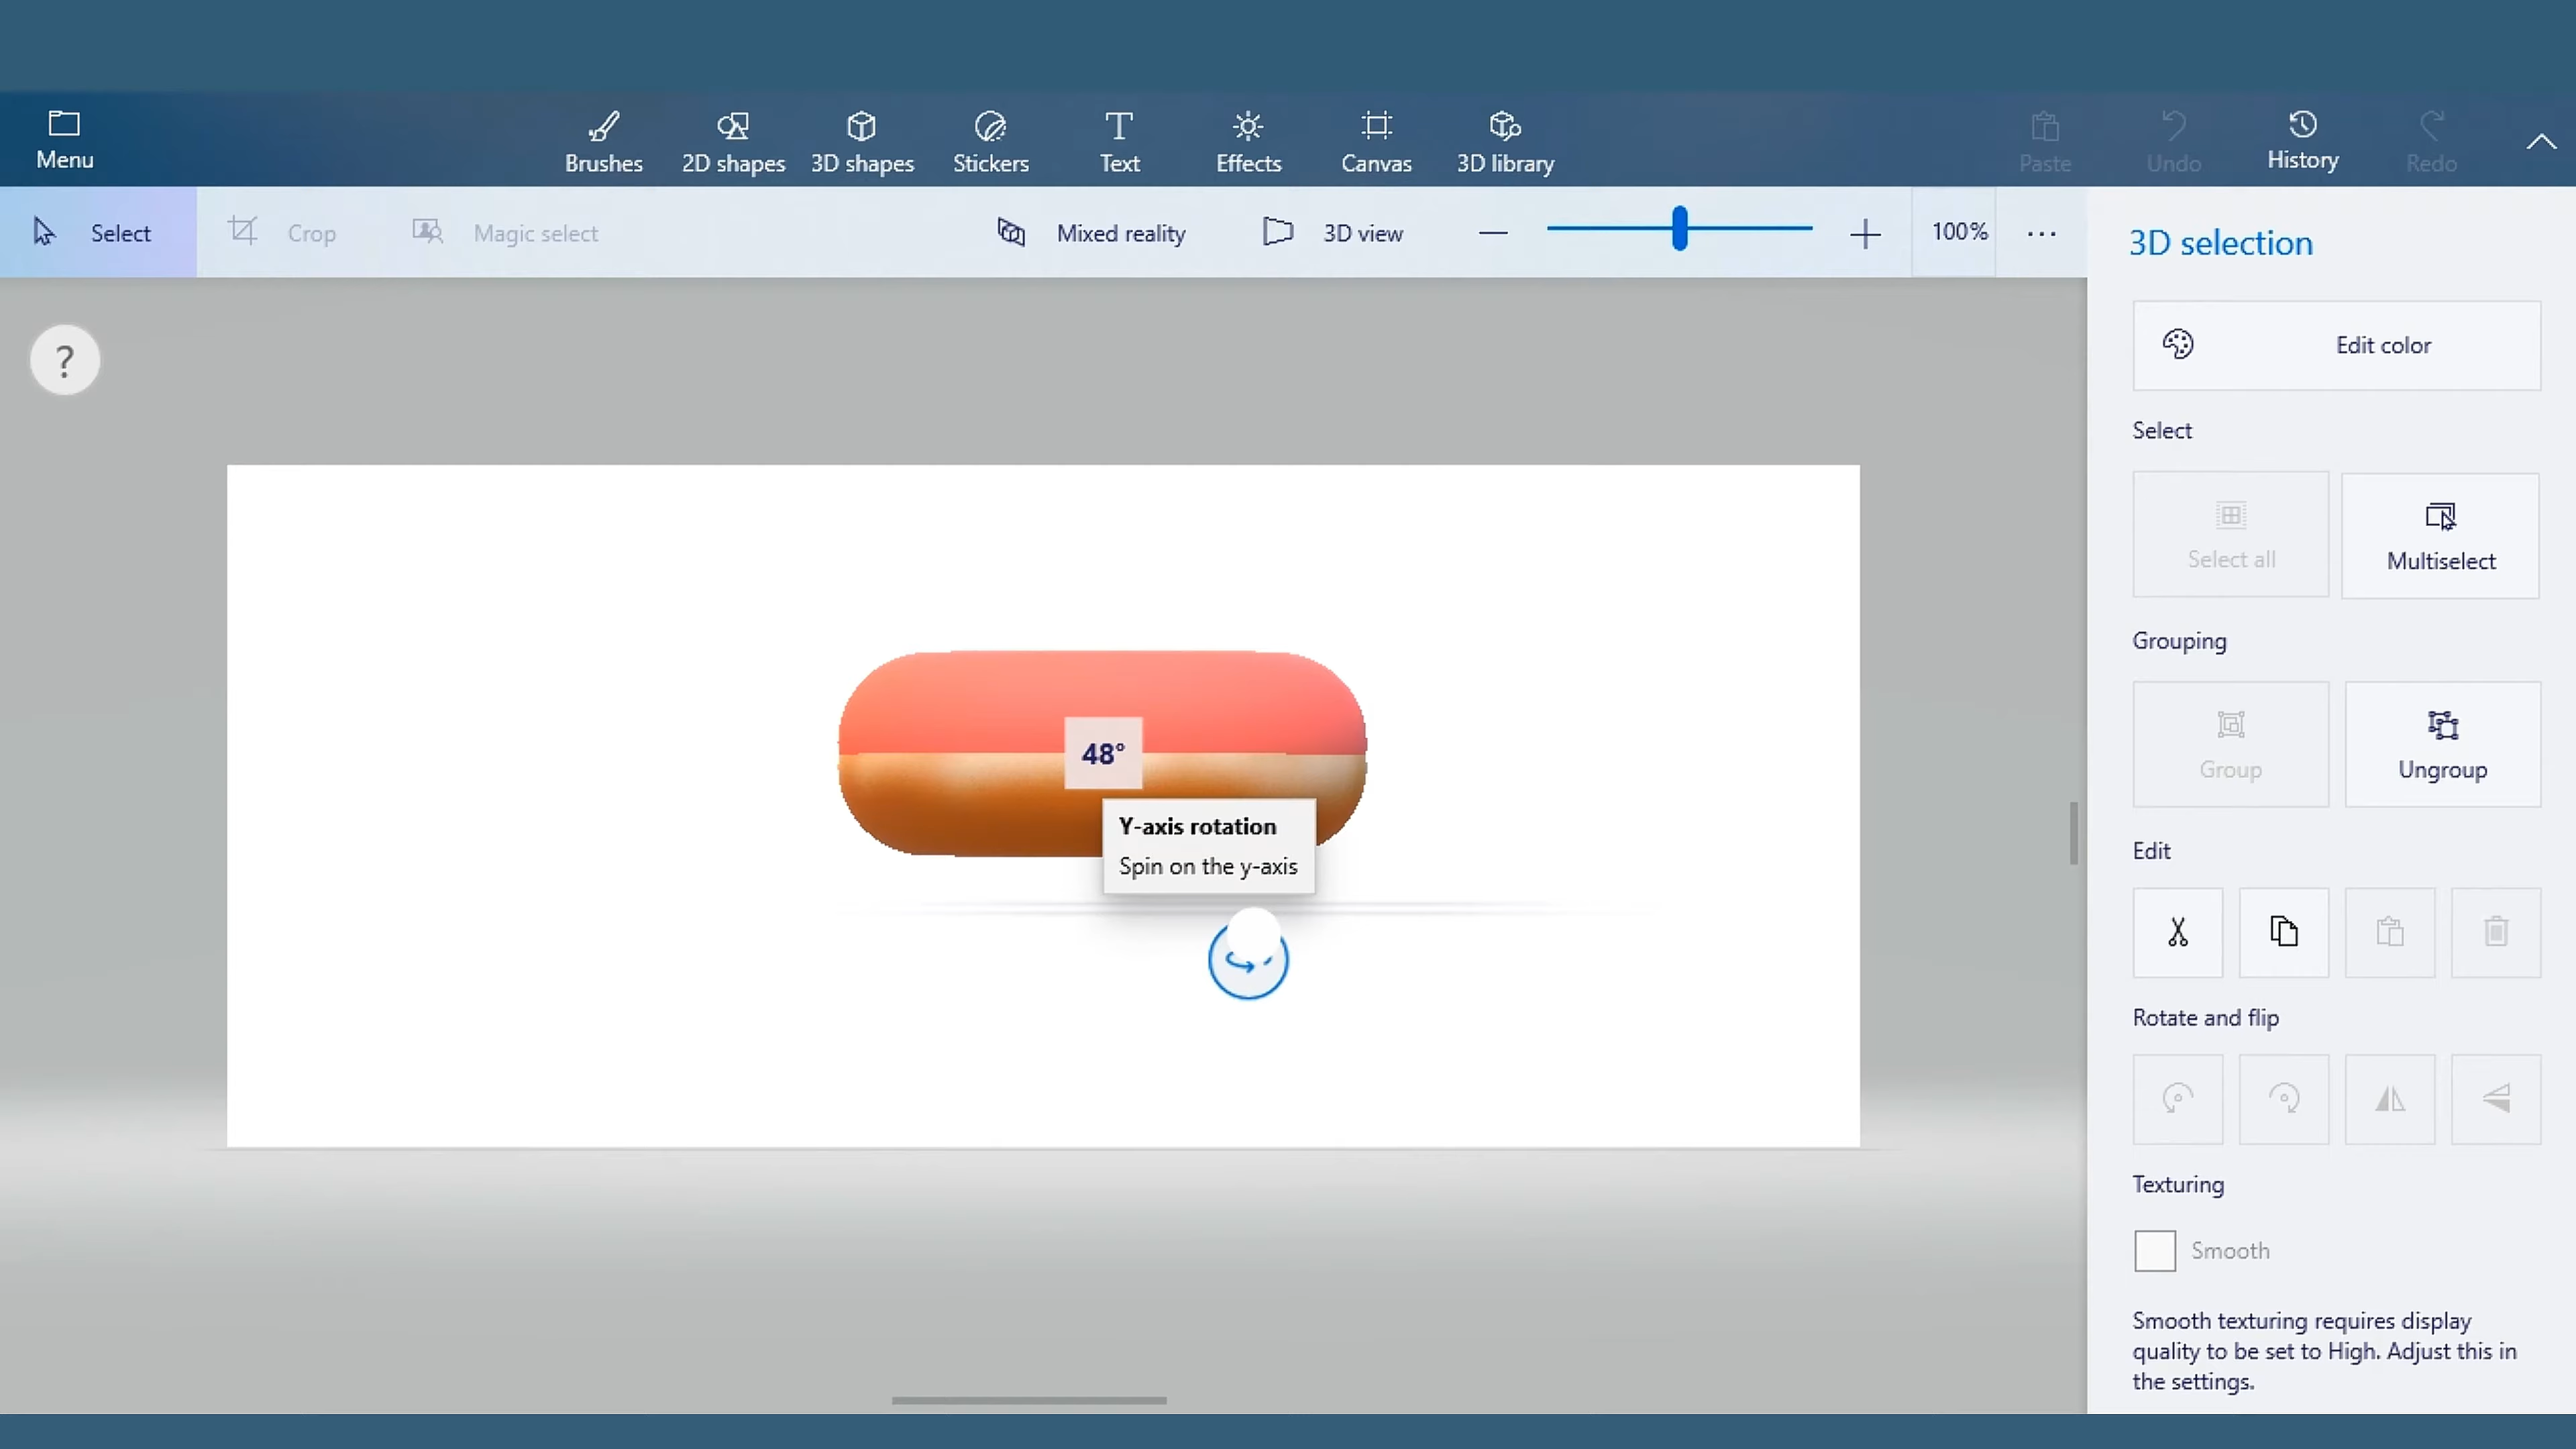 Menu
Brushes
2D shapes
3D shapes
Stickers
Text
Effects
Canvas
3D library
Paste
Undo
History
Redo
Select
Crop
Magic select
Mixed reality
3D view
100%
?
48°
Y-axis rotation
Spin on the y-axis
3D selection
Edit color
Select
Select all
Multiselect
Grouping
Group
Ungroup
Edit
Rotate and flip
Texturing
Smooth
Smooth texturing requires display
quality to be set to High. Adjust this in
the settings.